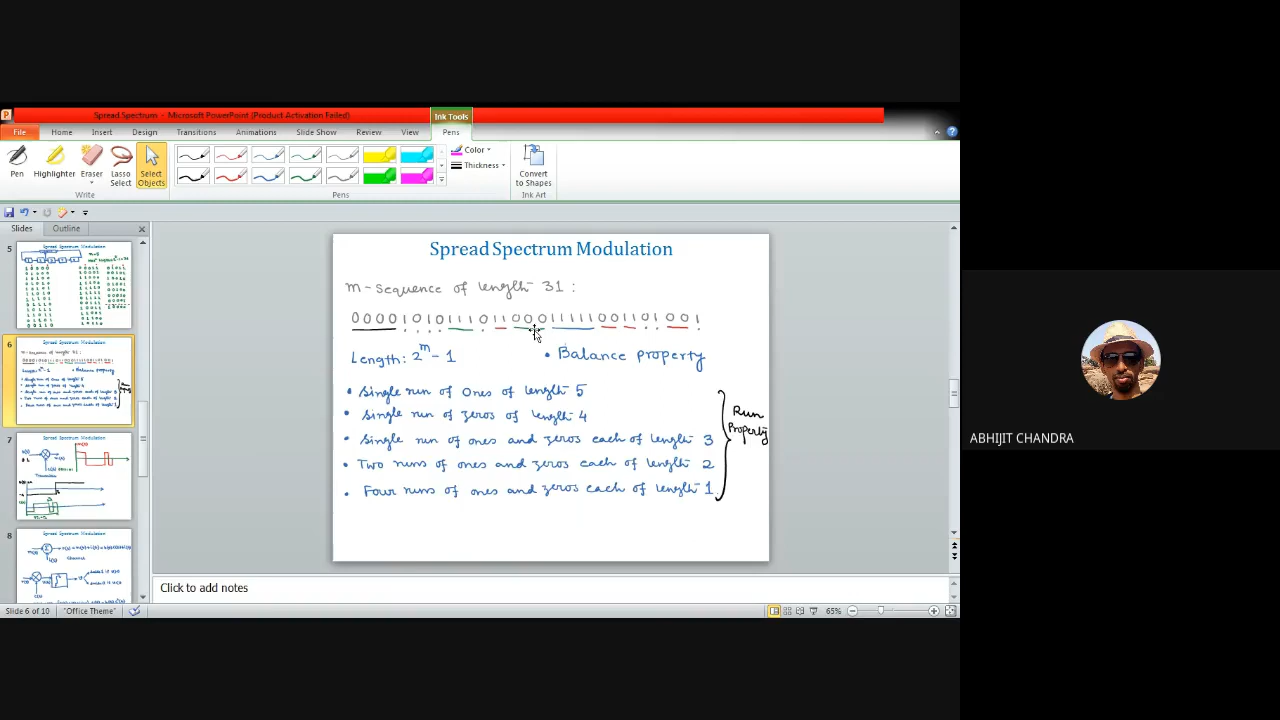 Spread Spectrum - Microsoft PowerPoint (Product Activation Failed)
Ink Tools
File Home Insert Design Transitions Animations Slide Show Review View Pens
Pen Highlighter Eraser Lasso Select Select Objects
Color
Thickness
Convert to Shapes
Write Pens Ink Art
Slides Outline
5
6
7
8
Spread Spectrum Modulation
m-sequence of length 31 :
0000101011101100011111001101001
Length: 2^m - 1 • Balance property
• Single run of Ones of length 5
• Single run of zeros of length 4
• Single run of ones and zeros each of length 3
• Two runs of ones and zeros each of length 2
• Four runs of ones and zeros each of length 1
Run Property
Click to add notes
Slide 6 of 10 "Office Theme" 65%
ABHIJIT CHANDRA